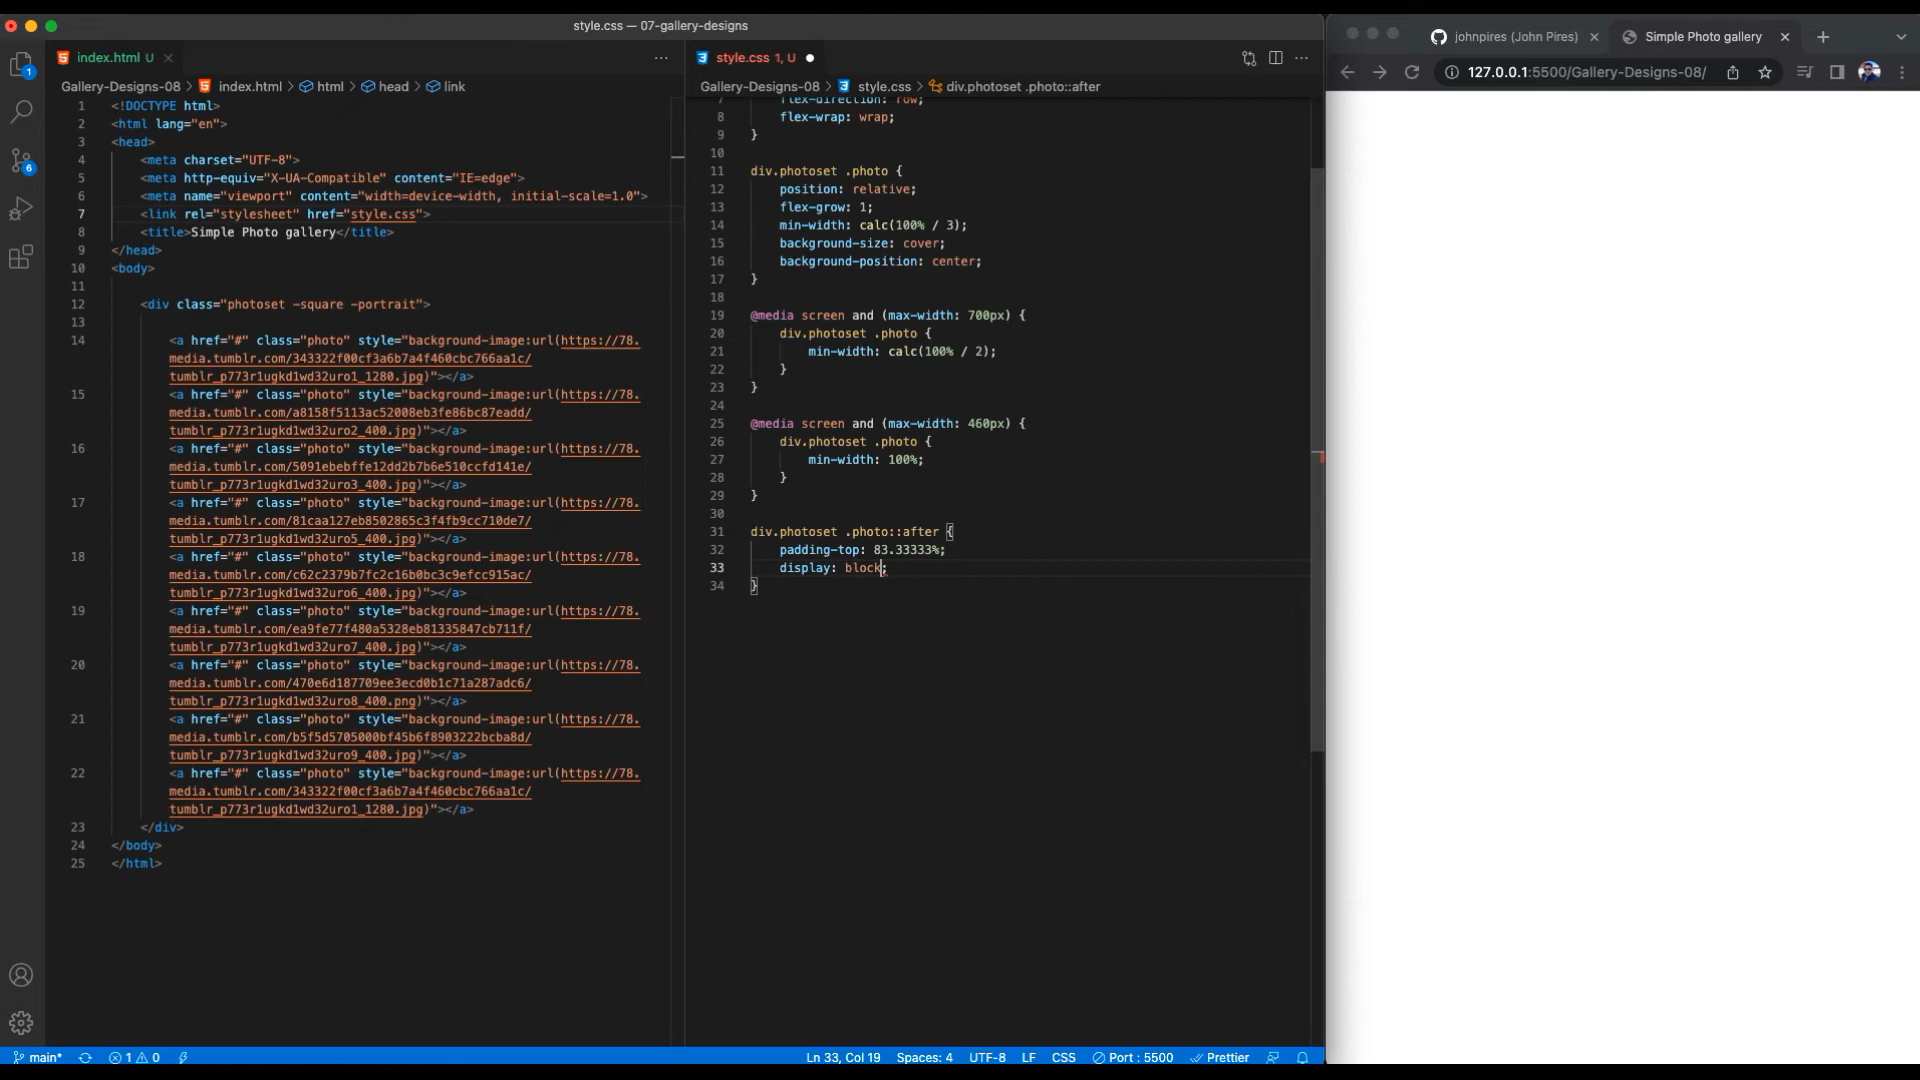 style.css — 07-gallery-designs
index.html U
Gallery-Designs-08 > index.html > html > head > link
1 <!DOCTYPE html>
2 <html lang="en">
3 <head>
4 <meta charset="UTF-8">
5 <meta http-equiv="X-UA-Compatible" content="IE=edge">
6 <meta name="viewport" content="width=device-width, initial-scale=1.0">
7 <link rel="stylesheet" href="style.css">
8 <title>Simple Photo gallery</title>
9 </head>
10 <body>
11
12 <div class="photoset -square -portrait">
13
14 <a href="#" class="photo" style="background-image:url(https://78.
media.tumblr.com/343322f00cf3a6b7a4f460cbc766aa1c/
tumblr_p773r1ugkd1wd32uro1_1280.jpg)"></a>
15 <a href="#" class="photo" style="background-image:url(https://78.
media.tumblr.com/a8158f5113ac52008eb3fe86bc87eadd/
tumblr_p773r1ugkd1wd32uro2_400.jpg)"></a>
16 <a href="#" class="photo" style="background-image:url(https://78.
media.tumblr.com/5091ebebffe12dd2b7b6e510ccfd141e/
tumblr_p773r1ugkd1wd32uro3_400.jpg)"></a>
17 <a href="#" class="photo" style="background-image:url(https://78.
media.tumblr.com/81caa127eb8502865c3f4fb9cc710de7/
tumblr_p773r1ugkd1wd32uro5_400.jpg)"></a>
18 <a href="#" class="photo" style="background-image:url(https://78.
media.tumblr.com/c62c2379b7fc2c16b0bc3c9efcc915ac/
tumblr_p773r1ugkd1wd32uro6_400.jpg)"></a>
19 <a href="#" class="photo" style="background-image:url(https://78.
media.tumblr.com/ea9fe77f480a5328eb81335847cb711f/
tumblr_p773r1ugkd1wd32uro7_400.jpg)"></a>
20 <a href="#" class="photo" style="background-image:url(https://78.
media.tumblr.com/470e6d187709ee3ecd0b1c71a287adc6/
tumblr_p773r1ugkd1wd32uro8_400.png)"></a>
21 <a href="#" class="photo" style="background-image:url(https://78.
media.tumblr.com/b5f5d5705000bf45b6f8903222bcba8d/
tumblr_p773r1ugkd1wd32uro9_400.jpg)"></a>
22 <a href="#" class="photo" style="background-image:url(https://78.
media.tumblr.com/343322f00cf3a6b7a4f460cbc766aa1c/
tumblr_p773r1ugkd1wd32uro1_1280.jpg)"></a>
23 </div>
24 </body>
25 </html>
style.css 1, U
Gallery-Designs-08 > style.css > div.photoset .photo::after
7 flex-direction: row;
8 flex-wrap: wrap;
9 }
10
11 div.photoset .photo {
12 position: relative;
13 flex-grow: 1;
14 min-width: calc(100% / 3);
15 background-size: cover;
16 background-position: center;
17 }
18
19 @media screen and (max-width: 700px) {
20 div.photoset .photo {
21 min-width: calc(100% / 2);
22 }
23 }
24
25 @media screen and (max-width: 460px) {
26 div.photoset .photo {
27 min-width: 100%;
28 }
29 }
30
31 div.photoset .photo::after {
32 padding-top: 83.33333%;
33 display: block;
34 }
johnpires (John Pires)
Simple Photo gallery
127.0.0.1:5500/Gallery-Designs-08/
1
6
main*
1 0
Ln 33, Col 19
Spaces: 4
UTF-8
LF
CSS
Port : 5500
Prettier